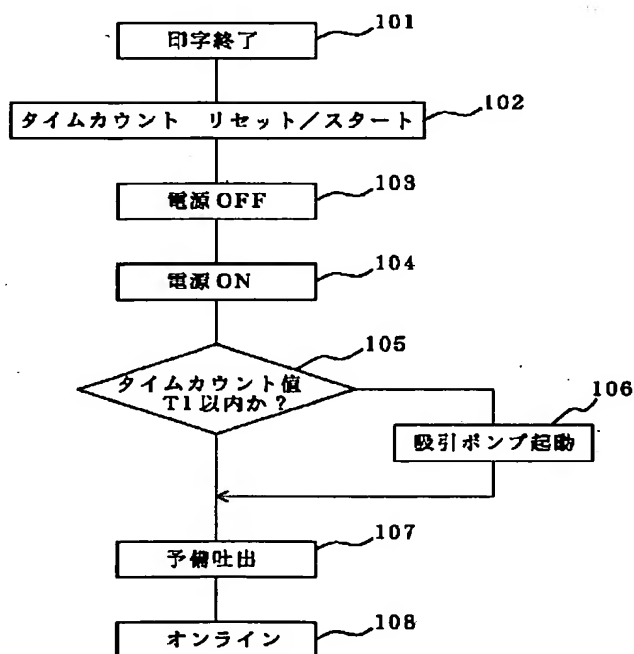 印字終了
101
タイムカウント リセット/スタート
102
電源OFF
103
電源ON
104
タイムカウント値
T1以内か?
105
吸引ポンプ起動
106
予備吐出
107
オンライン
108